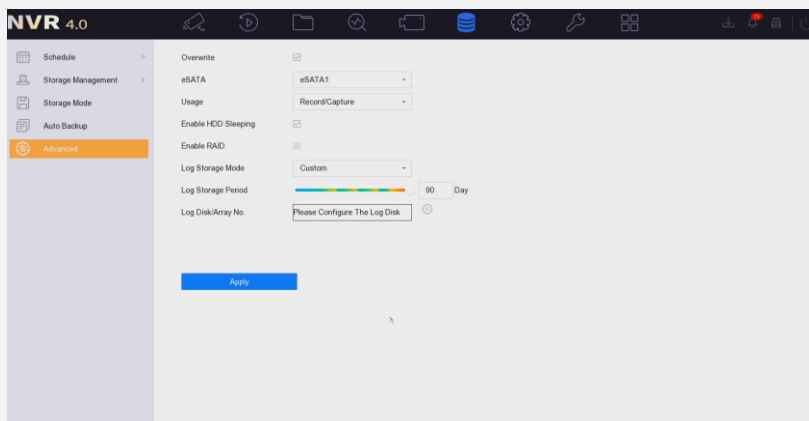 NVR 4.0
Schedule
Storage Management
Storage Mode
Auto Backup
Advanced
Overwrite
eSATA eSATA1
Usage Record/Capture
Enable HDD Sleeping
Enable RAID
Log Storage Mode Custom
Log Storage Period 90 Day
Log Disk/Array No. Please Configure The Log Disk
Apply